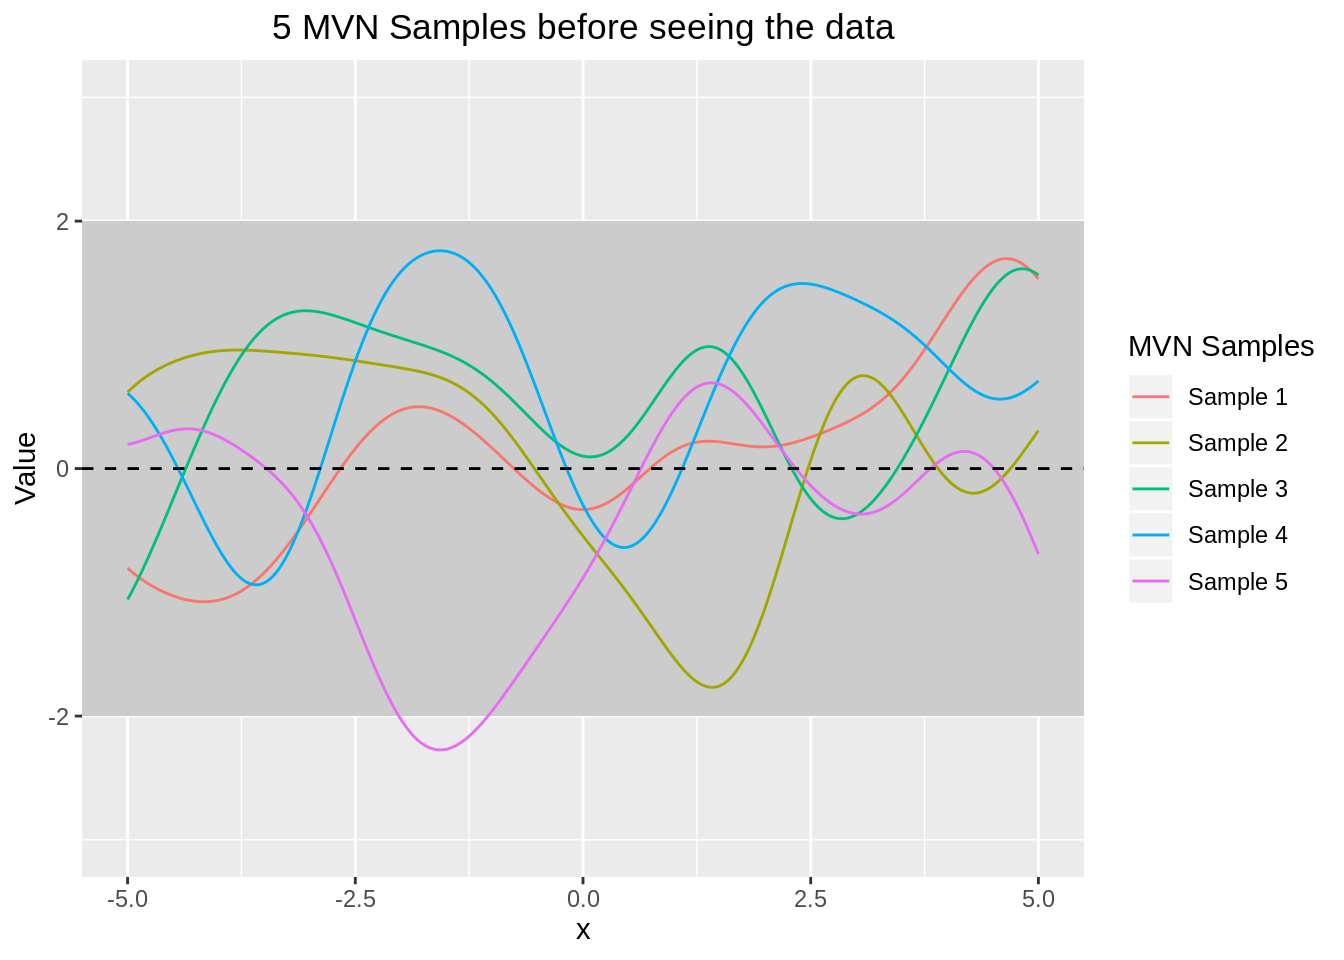 5 MVN Samples before seeing the data
Value
2
0
-2
-5.0 -2.5 0.0 2.5 5.0
x
MVN Samples
Sample 1
Sample 2
Sample 3
Sample 4
Sample 5